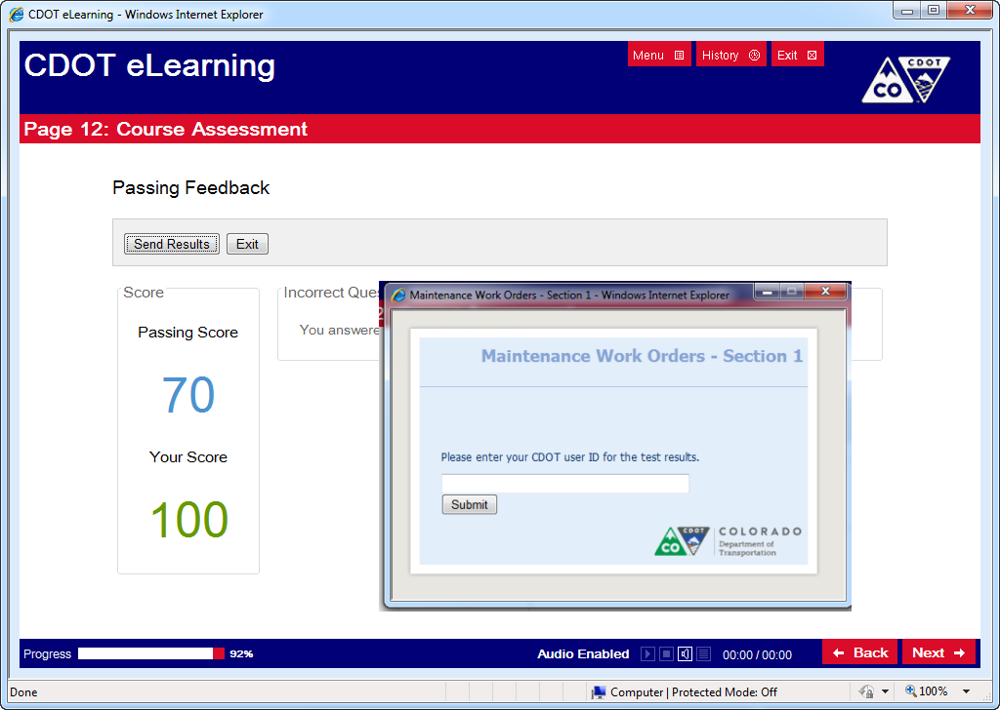 CDOT eLearning - Windows Internet Explorer
CDOT eLearning
Menu
History
Exit
CDOT
CO
Page 12: Course Assessment
Passing Feedback
Send Results
Exit
Score
Passing Score
70
Your Score
100
Incorrect Que
You answere
Maintenance Work Orders - Section 1 - Windows Internet Explorer
Maintenance Work Orders - Section 1
Please enter your CDOT user ID for the test results.
Submit
CDOT
CO
COLORADO
Department of
Transportation
Progress
92%
Audio Enabled
00:00 / 00:00
Back
Next
Done
Computer | Protected Mode: Off
100%